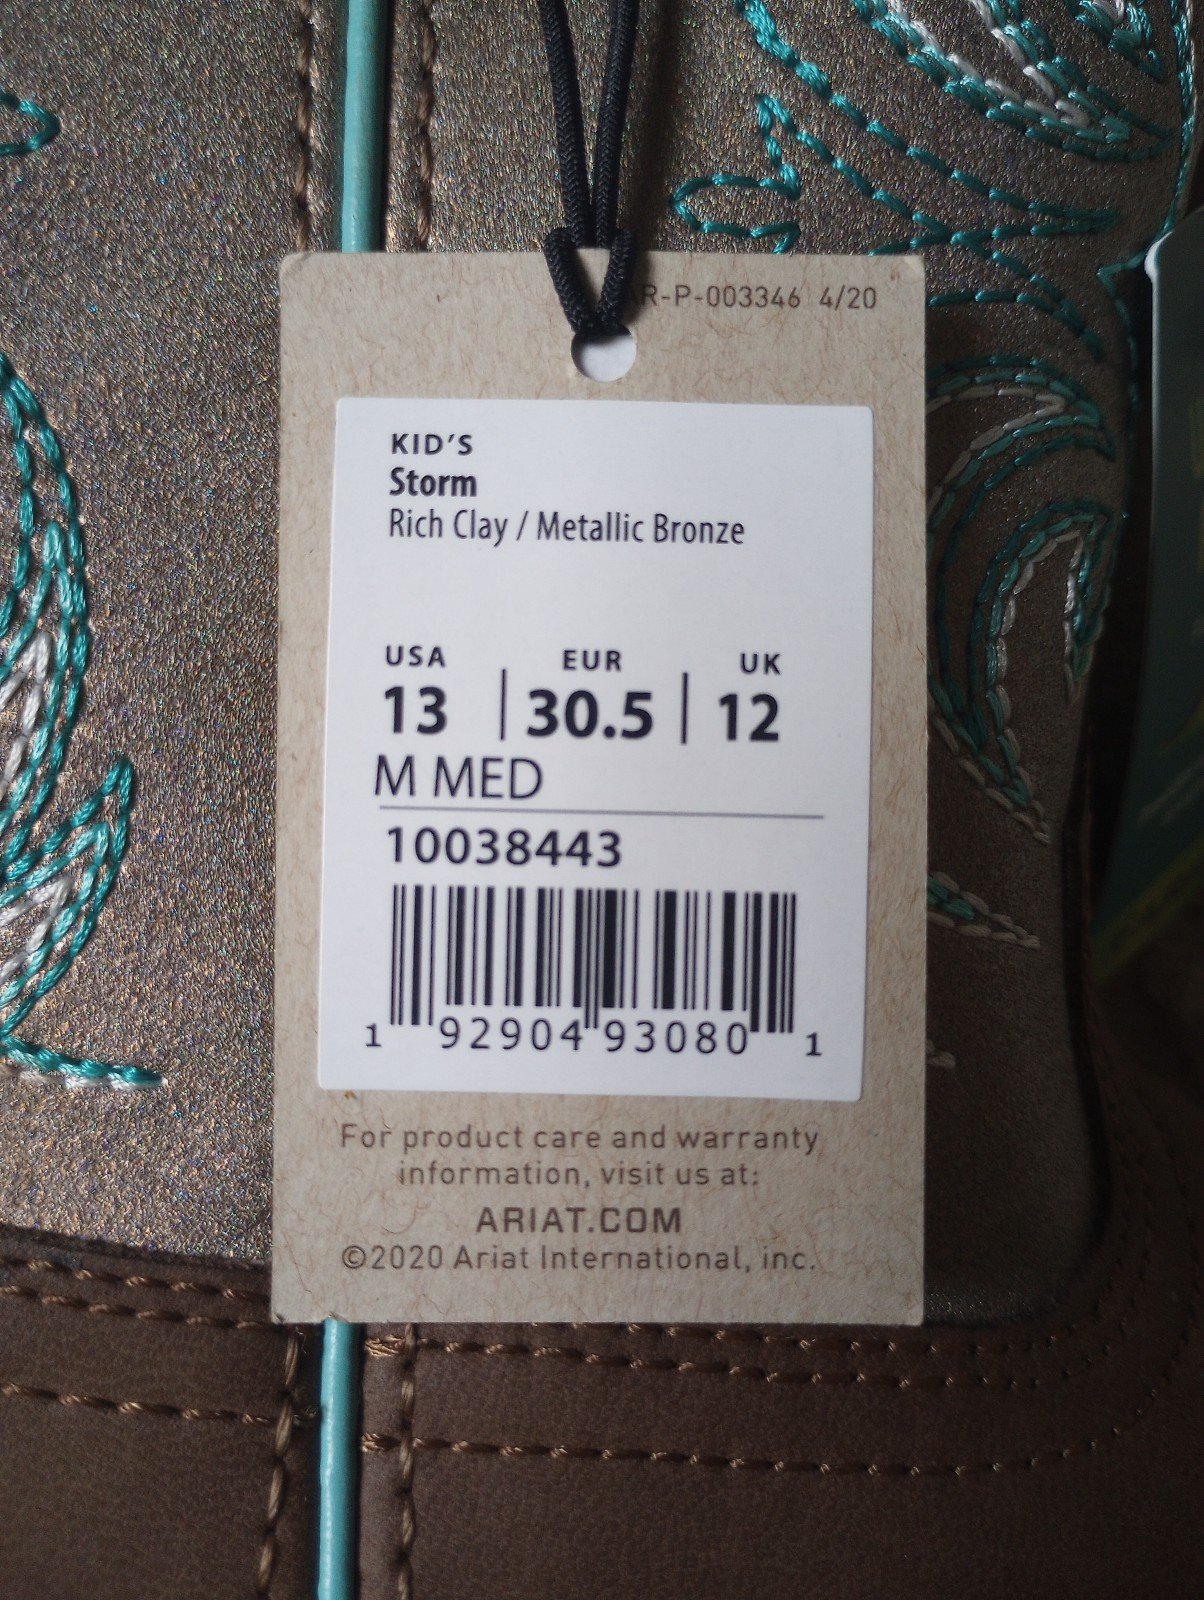 AR-P-003346 4/20
KID'S
Storm
Rich Clay / Metallic Bronze
USA EUR UK
13 | 30.5 | 12
M MED
10038443
1 92904 93080 1
For product care and warranty
information, visit us at:
ARIAT.COM
©2020 Ariat International, inc.